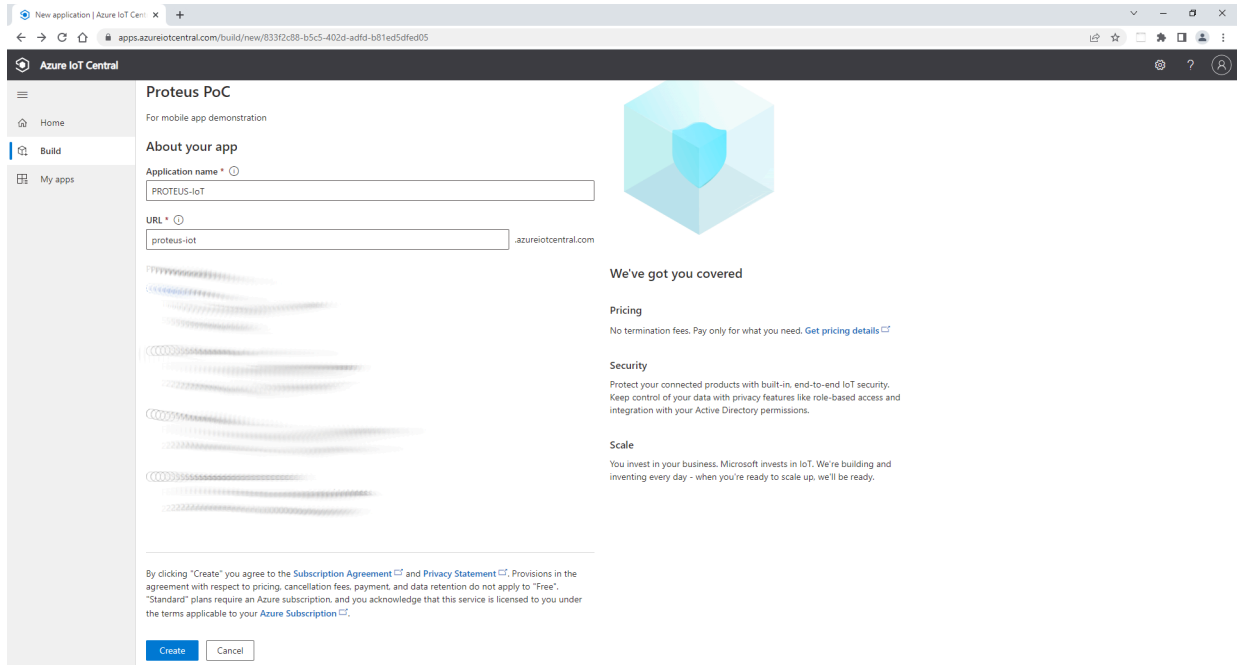 New application | Azure IoT Cent
apps.azureiotcentral.com/build/new/833f2c88-b5c5-402d-adfd-b81ed5dfed05
Azure IoT Central
?
Home
Build
My apps
Proteus PoC
For mobile app demonstration
About your app
Application name *
PROTEUS-IoT
URL *
proteus-iot
.azureiotcentral.com
We've got you covered
Pricing
No termination fees. Pay only for what you need. Get pricing details
Security
Protect your connected products with built-in, end-to-end IoT security.
Keep control of your data with privacy features like role-based access and
integration with your Active Directory permissions.
Scale
You invest in your business. Microsoft invests in IoT. We're building and
inventing every day - when you're ready to scale up, we'll be ready.
By clicking "Create" you agree to the Subscription Agreement and Privacy Statement. Provisions in the
agreement with respect to pricing, cancellation fees, payment, and data retention do not apply to "Free".
"Standard" plans require an Azure subscription, and you acknowledge that this service is licensed to you under
the terms applicable to your Azure Subscription.
Create
Cancel